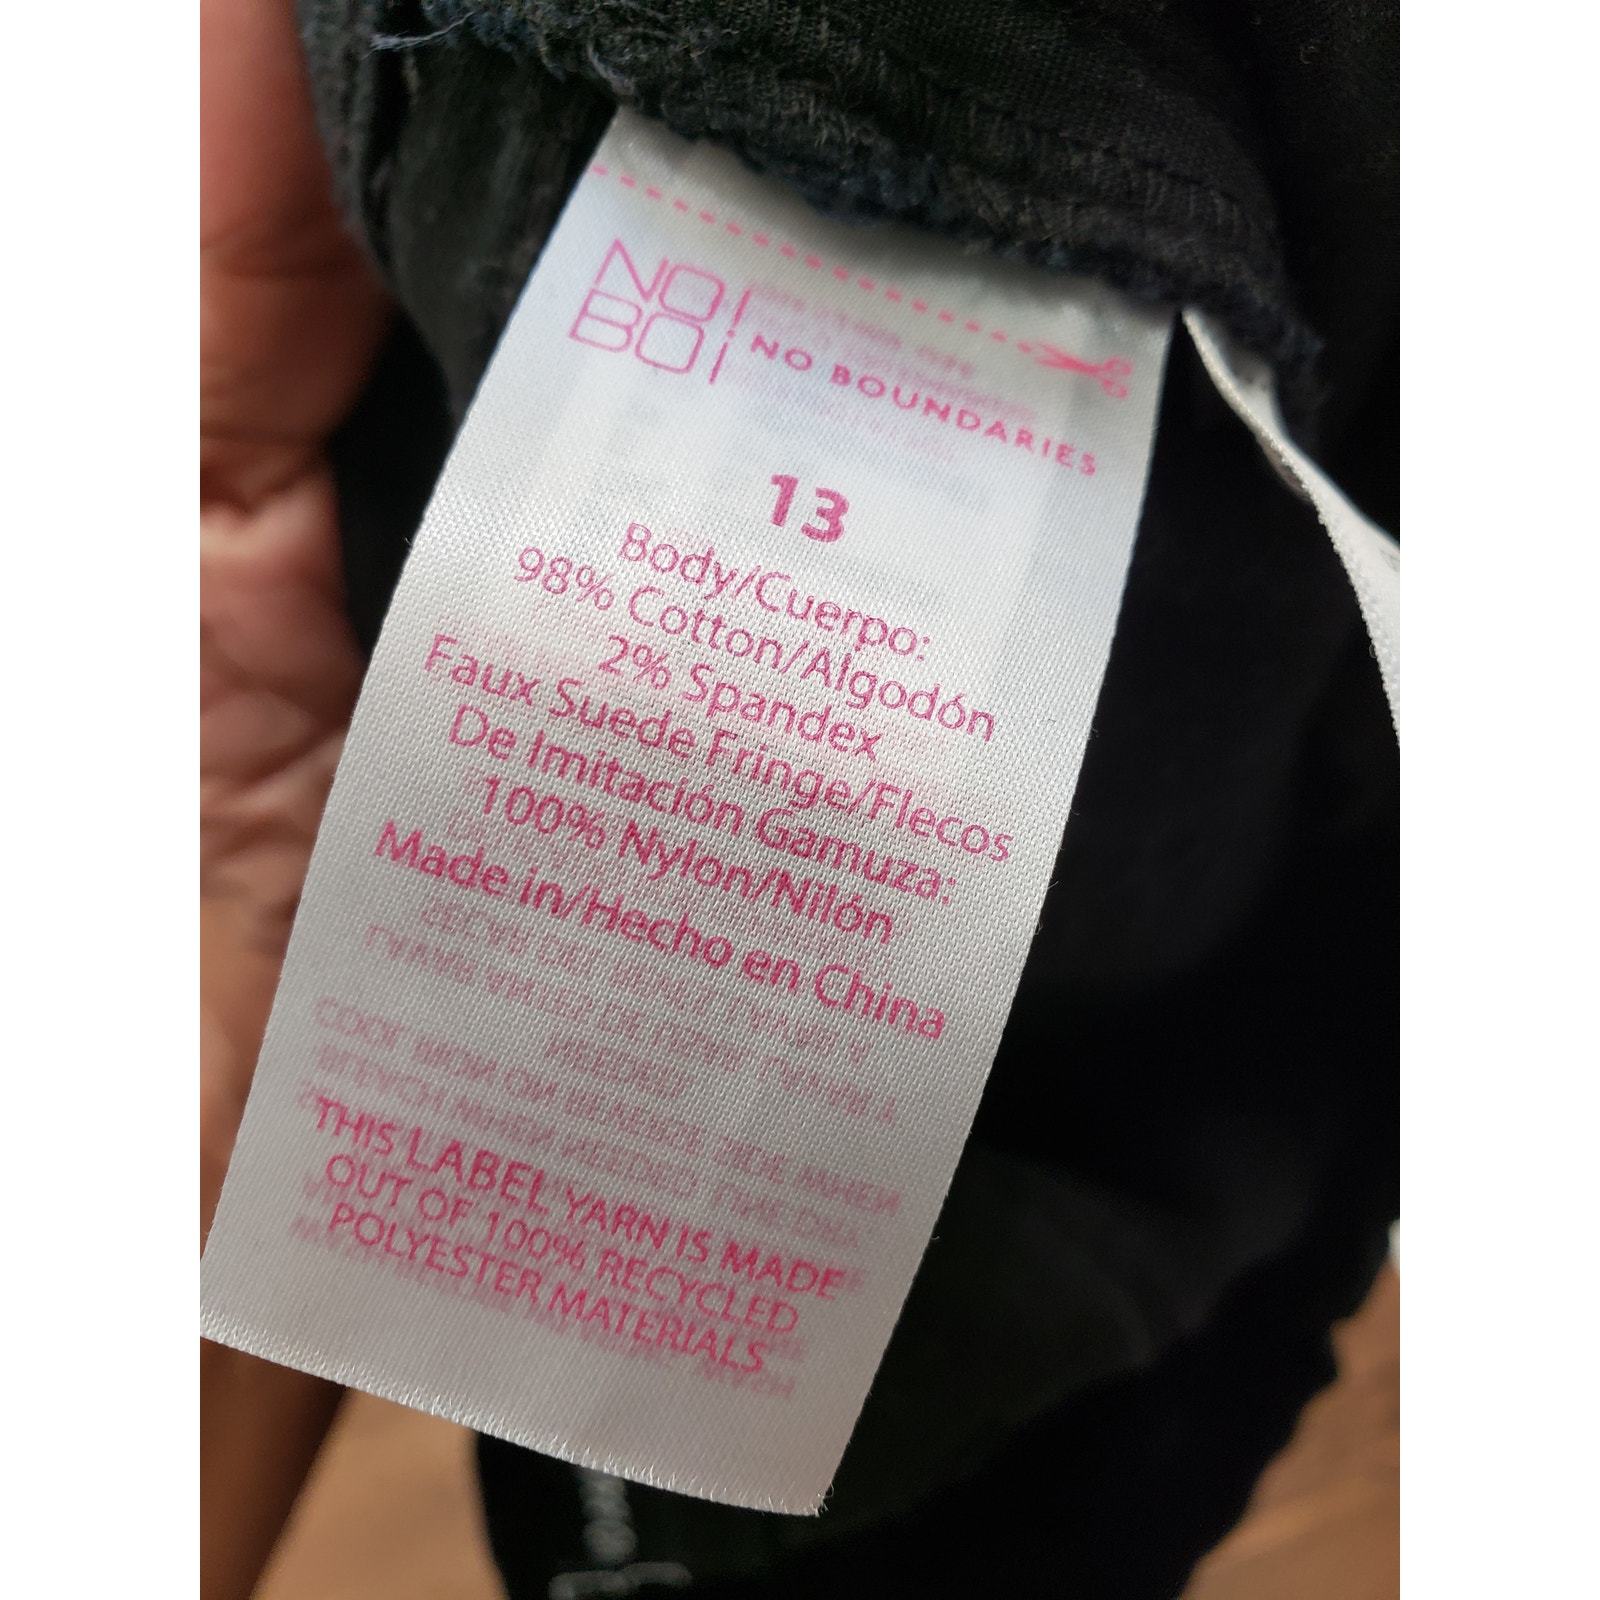 NO
BO
NO BOUNDARIES
13
Body/Cuerpo:
98% Cotton/Algodón
2% Spandex
Faux Suede Fringe/Flecos
De Imitación Gamuza:
100% Nylon/Nilón
Made in/Hecho en China
THIS LABEL YARN IS MADE
OUT OF 100% RECYCLED
POLYESTER MATERIALS